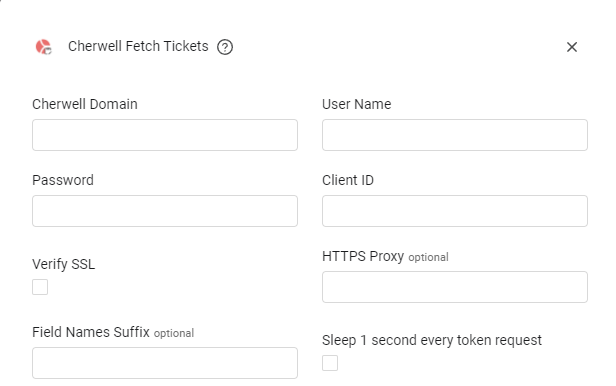 Cherwell Fetch Tickets ?
Cherwell Domain
User Name
Password
Client ID
Verify SSL
HTTPS Proxy optional
Field Names Suffix optional
Sleep 1 second every token request